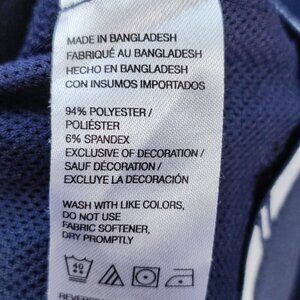 MADE IN BANGLADESH
FABRIQUÉ AU BANGLADESH
HECHO EN BANGLADESH
CON INSUMOS IMPORTADOS
94% POLYESTER /
POLIÉSTER
6% SPANDEX
EXCLUSIVE OF DECORATION /
SAUF DÉCORATION /
EXCLUYE LA DECORACIÓN
WASH WITH LIKE COLORS,
DO NOT USE
FABRIC SOFTENER,
DRY PROMPTLY
40